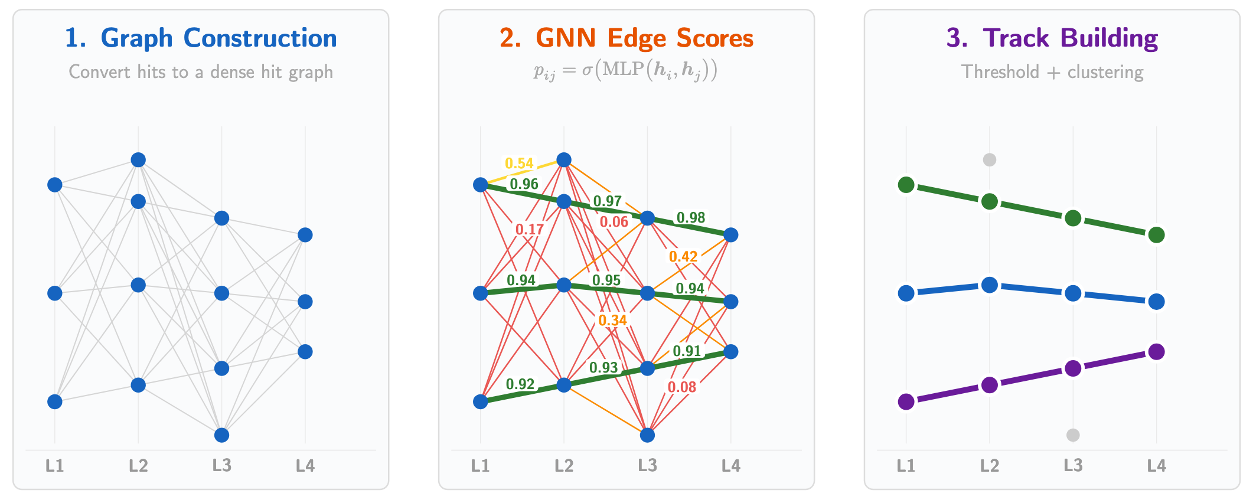 1. Graph Construction
Convert hits to a dense hit graph
L1 L2 L3 L4
2. GNN Edge Scores
p_{ij} = σ(MLP(h_i, h_j))
0.54
0.96
0.97
0.98
0.17
0.06
0.42
0.94
0.95
0.94
0.34
0.91
0.93
0.92
0.08
L1 L2 L3 L4
3. Track Building
Threshold + clustering
L1 L2 L3 L4